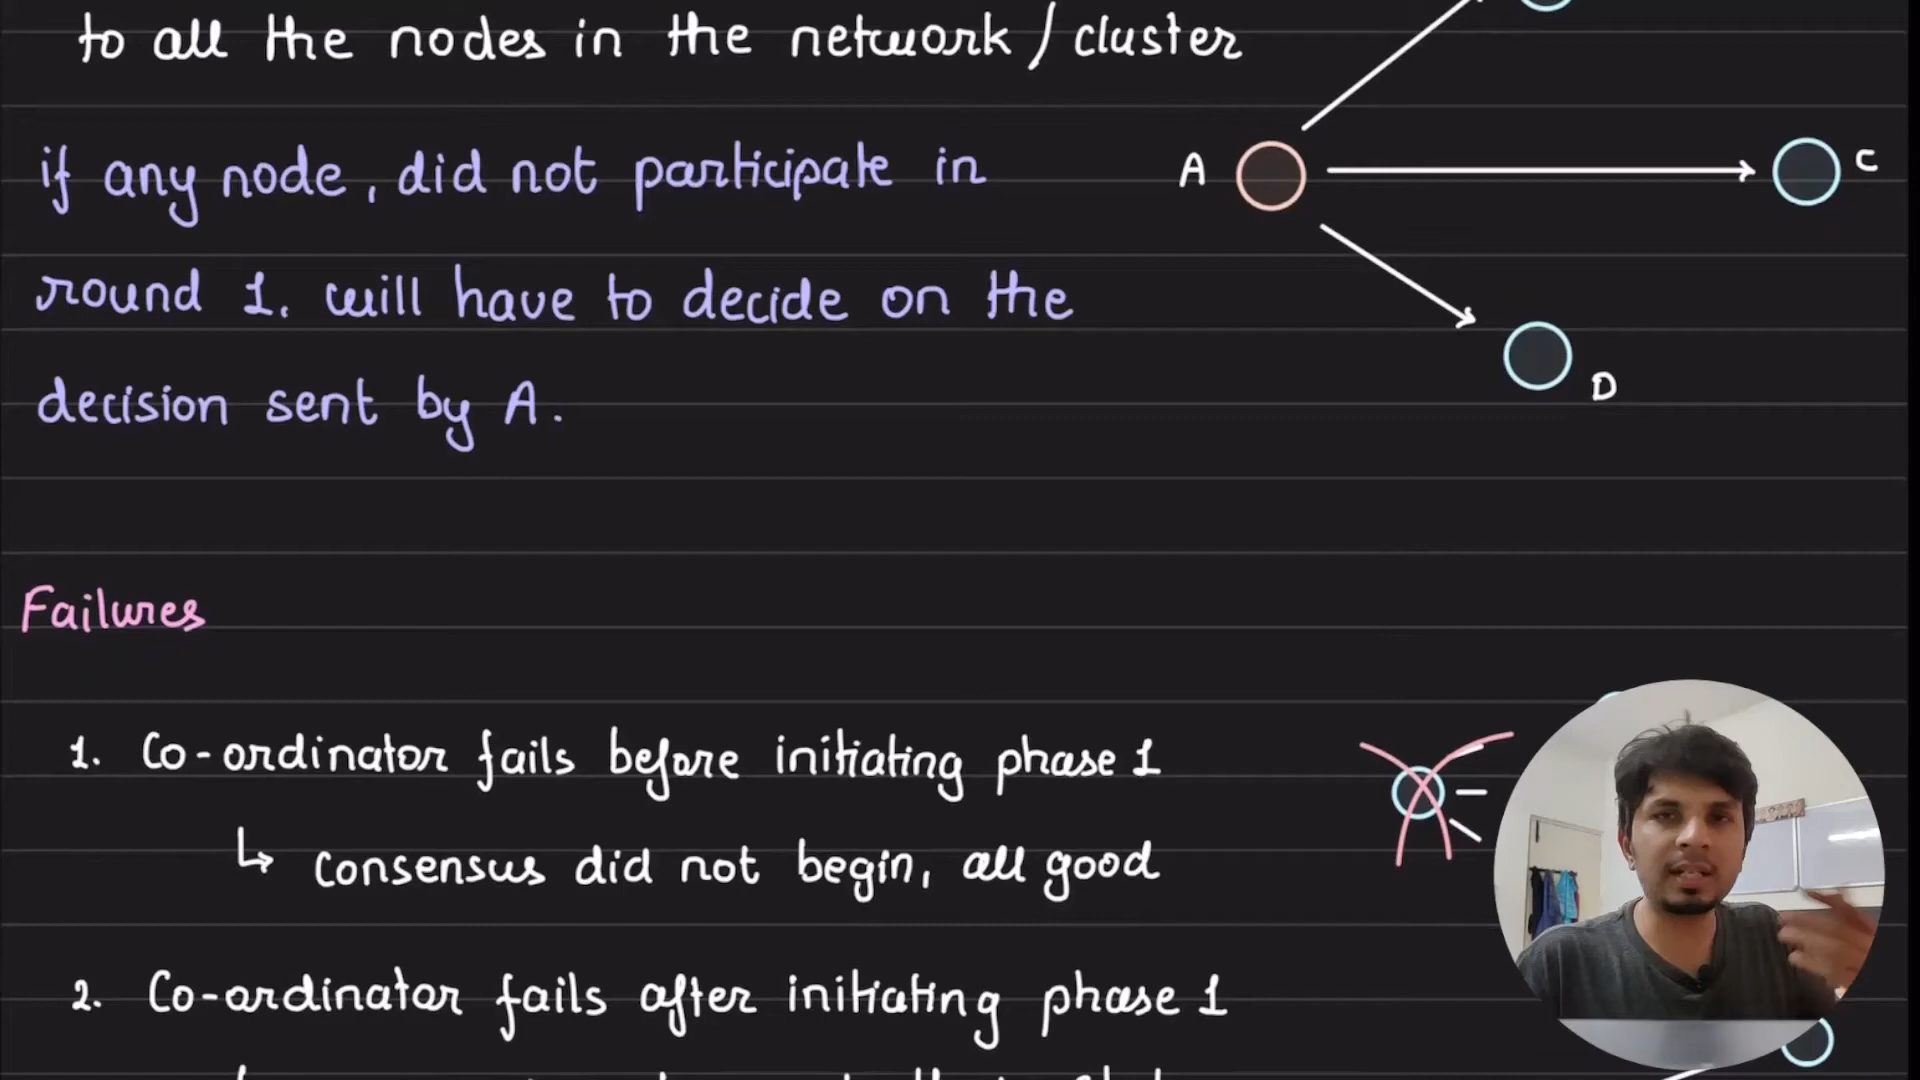 to all the nodes in the network / cluster
if any node, did not participate in
round 1. will have to decide on the
decision sent by A.
A
C
D
Failures
1. Co-ordinator fails before initiating phase 1
↳ consensus did not begin, all good
2. Co-ordinator fails after initiating phase 1